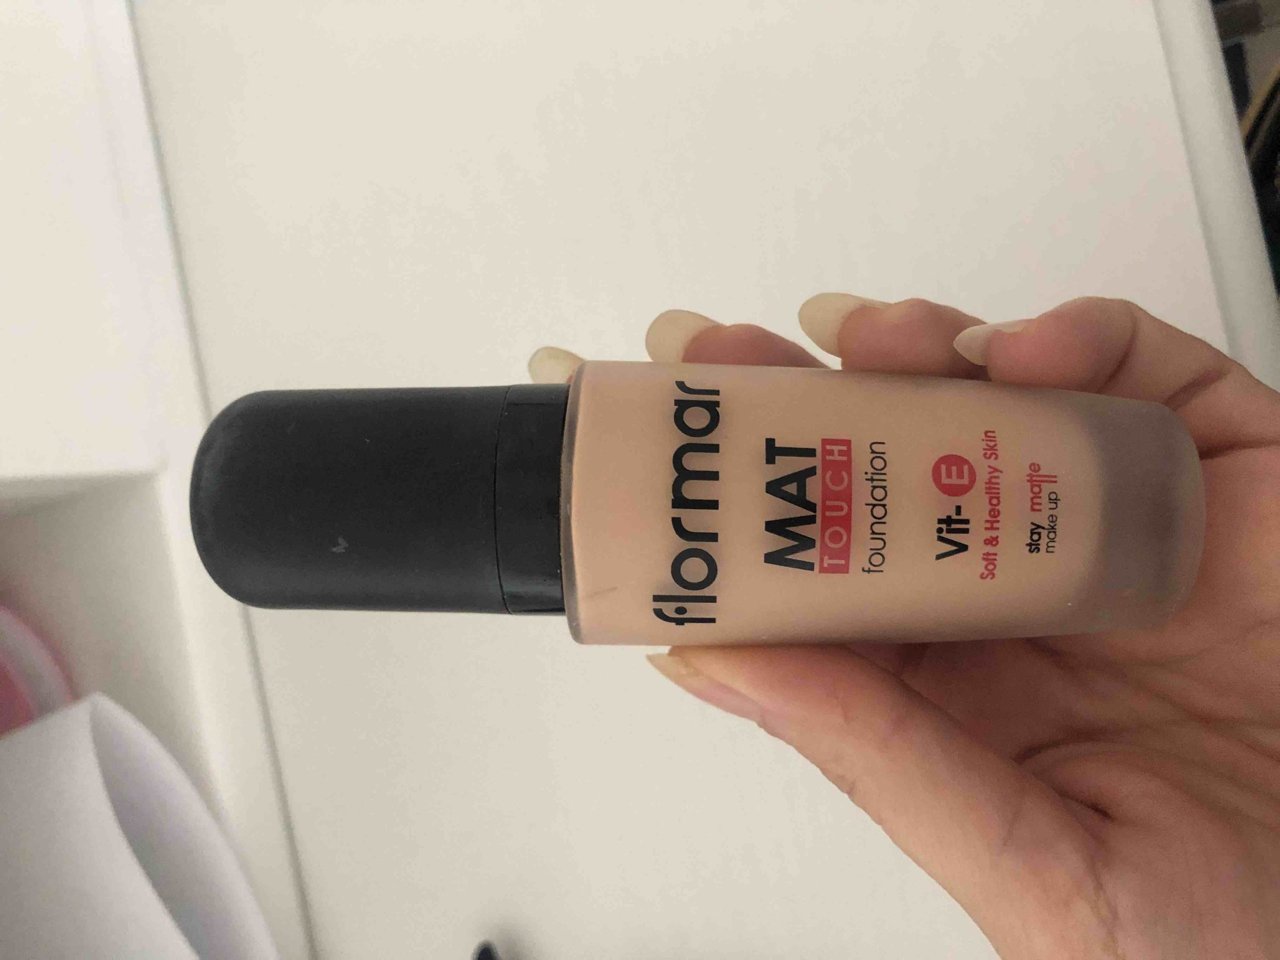 flormar
MAT
TOUCH
foundation
Vit- E
Soft & Healthy Skin
stay matte
make up